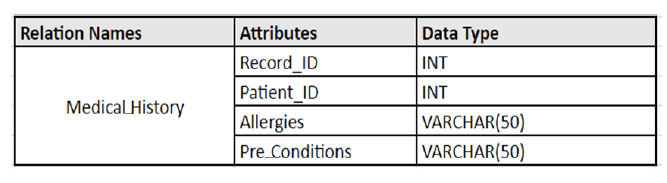 Relation Names Attributes Data Type
Record_ID INT
Patient_ID INT
Medical_History
Allergies VARCHAR(50)
Pre_Conditions VARCHAR(50)